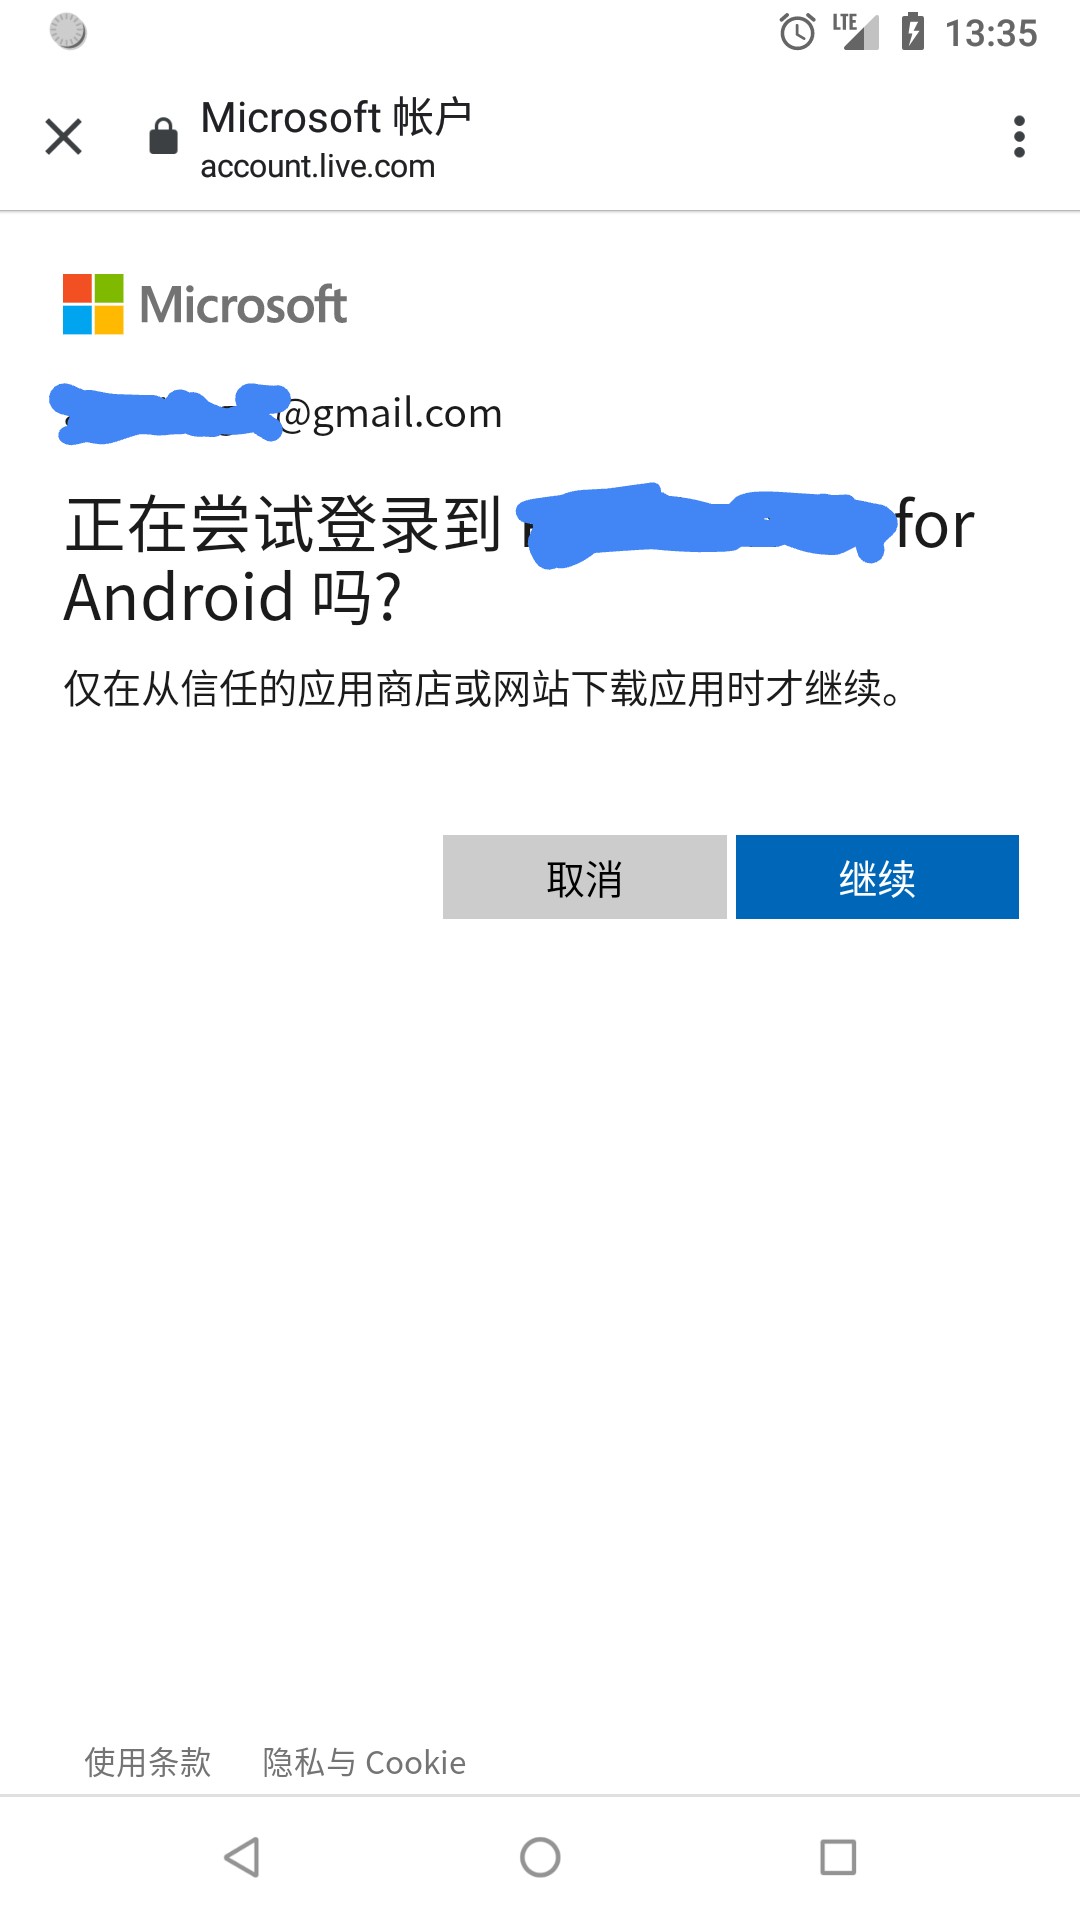 LTE 13:35
Microsoft 帐户
account.live.com
Microsoft
@gmail.com
正在尝试登录到 for
Android 吗?
仅在从信任的应用商店或网站下载应用时才继续。
取消 继续
使用条款 隐私与 Cookie